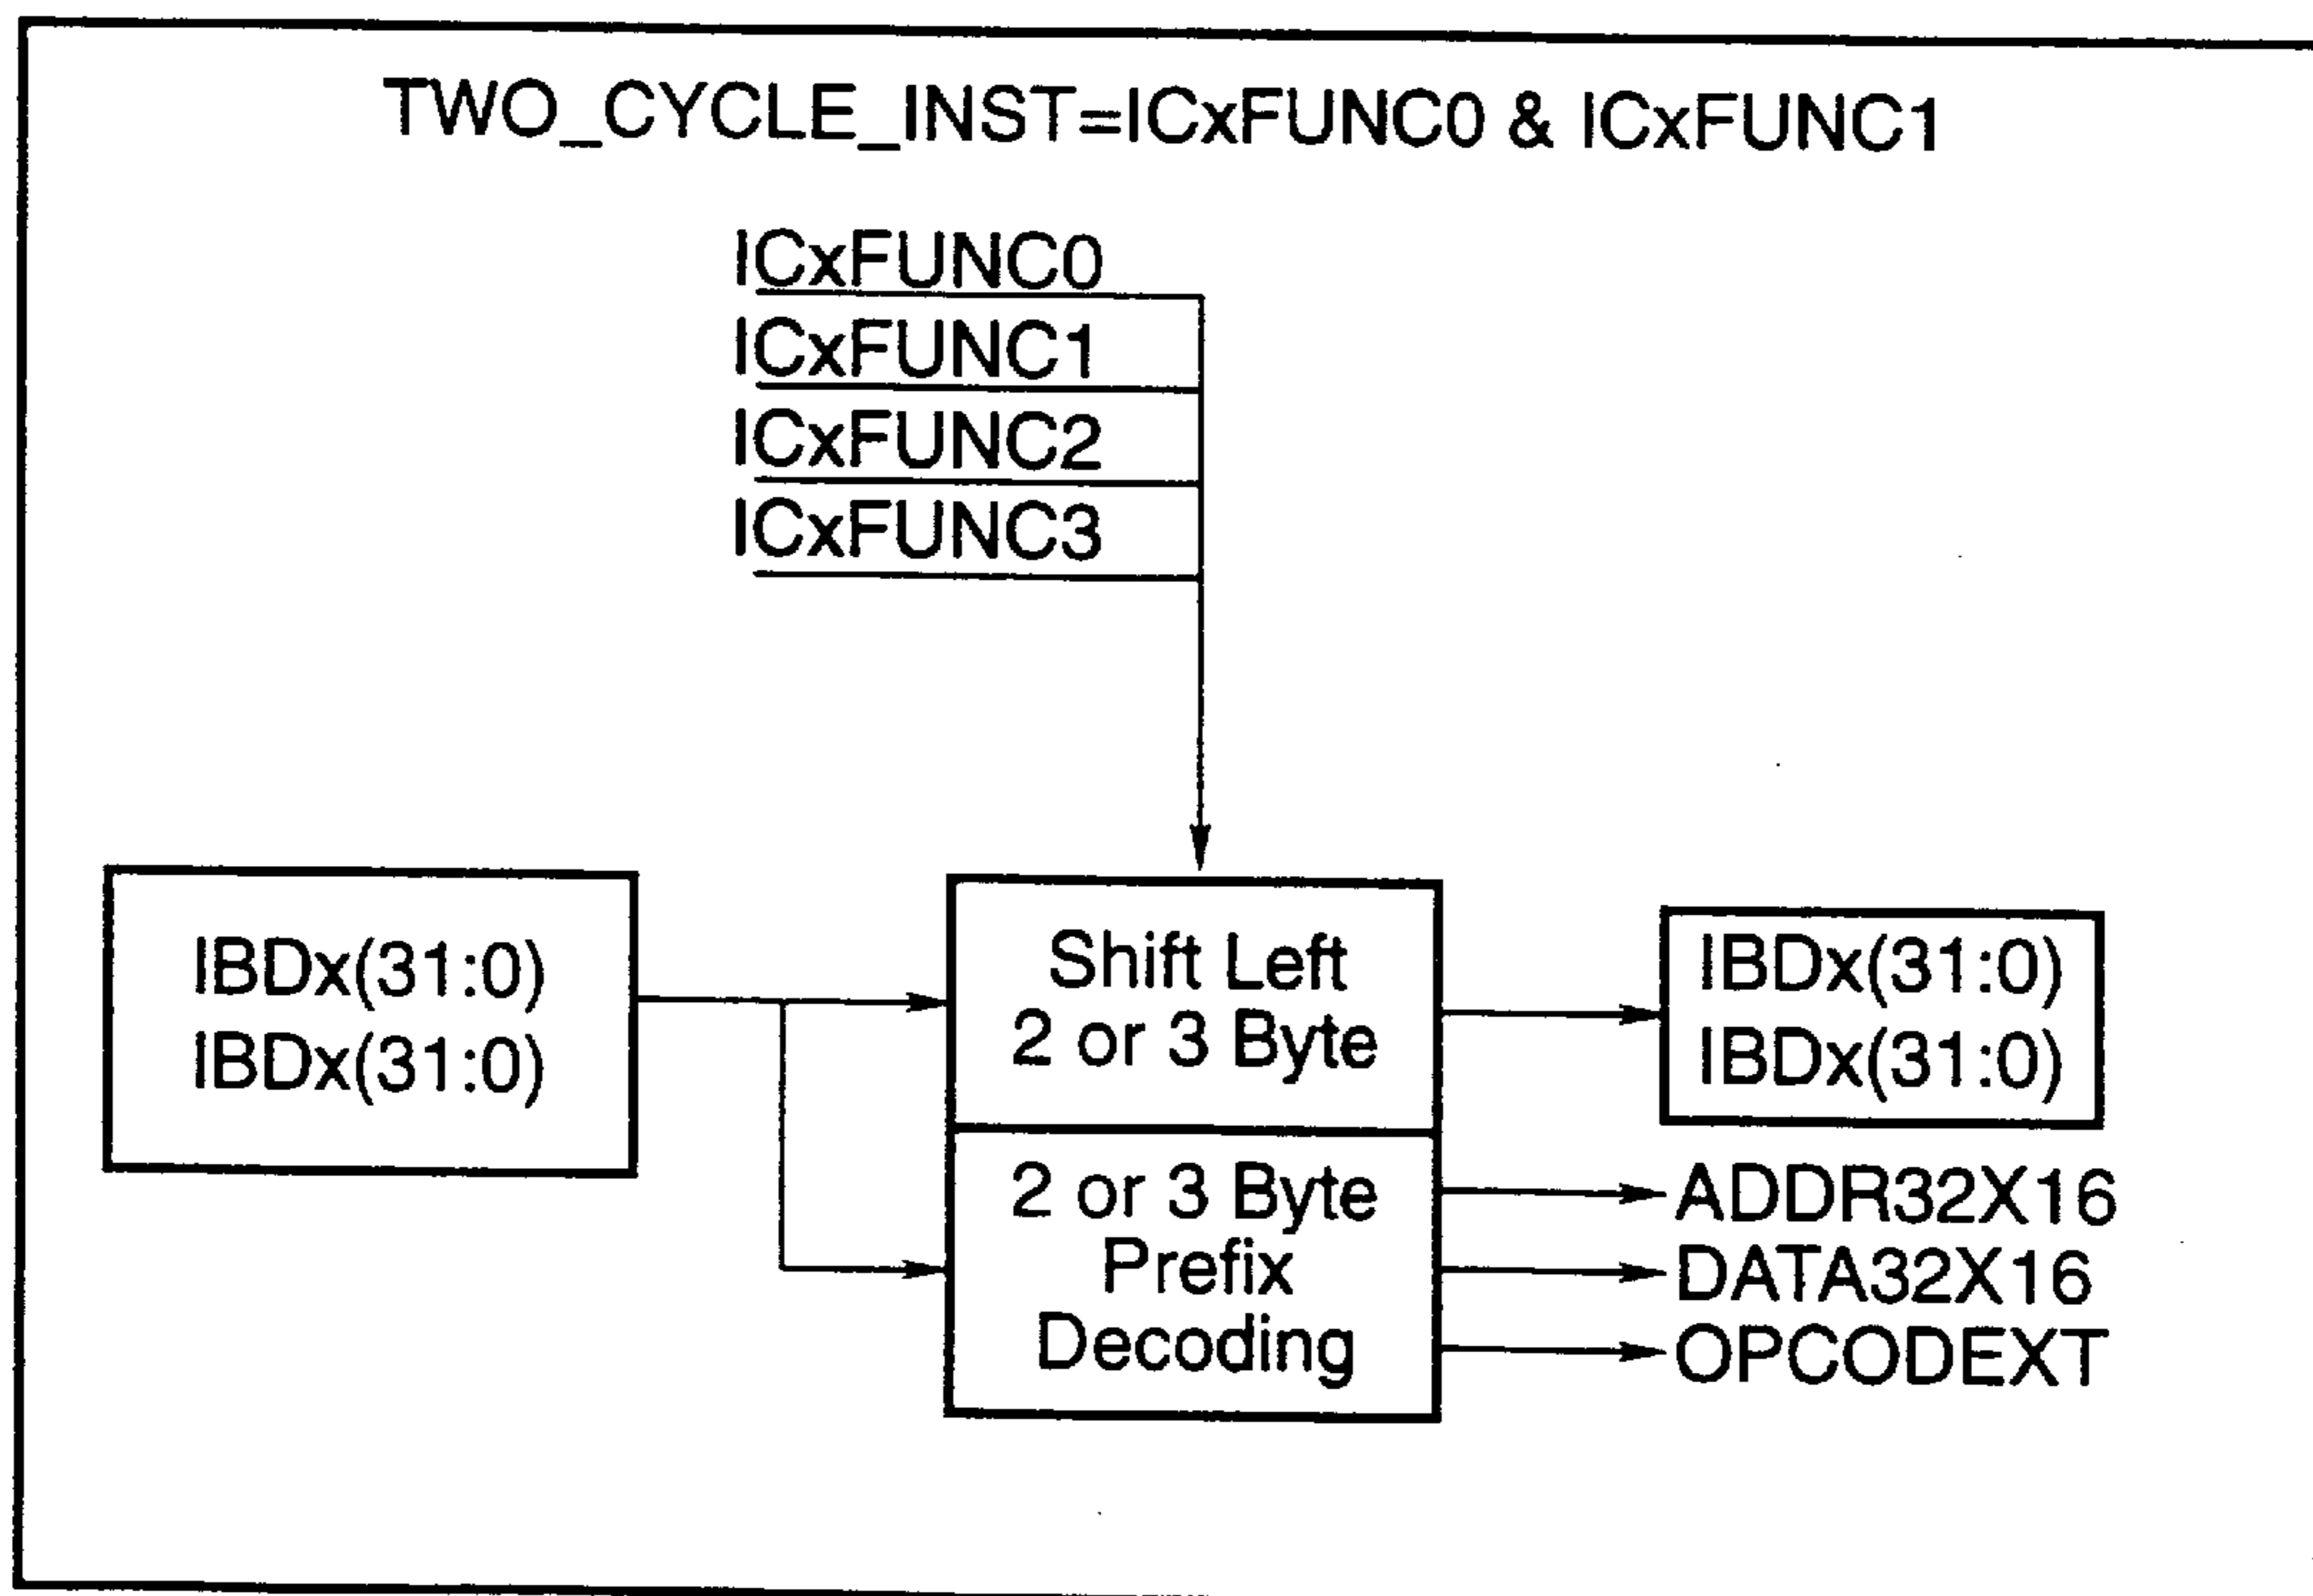 TWO_CYCLE_INST=ICxFUNC0 & ICxFUNC1
ICxFUNC0
ICxFUNC1
ICxFUNC2
ICxFUNC3
IBDx(31:0)
IBDx(31:0)
Shift Left
2 or 3 Byte
2 or 3 Byte
Prefix
Decoding
IBDx(31:0)
IBDx(31:0)
ADDR32X16
DATA32X16
OPCODEXT